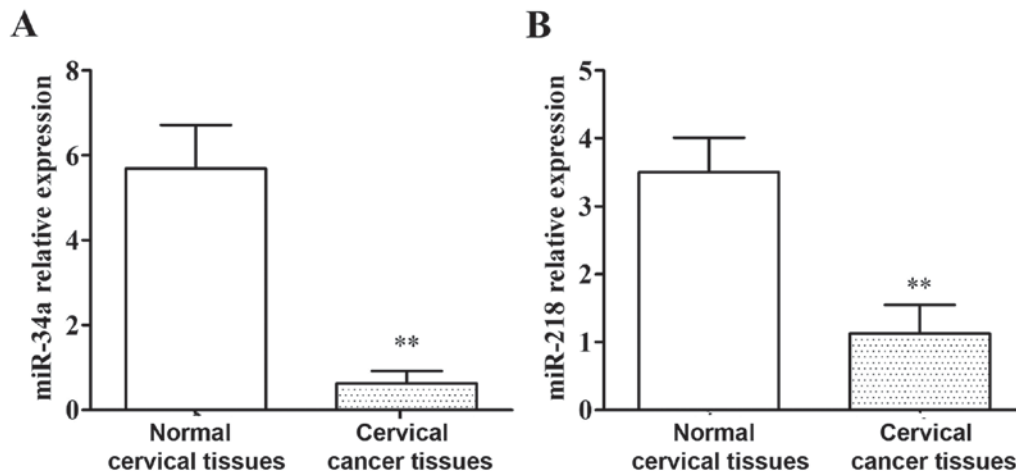 A
miR-34a relative expression
8
6
4
2
0
**
Normal
cervical tissues
Cervical
cancer tissues
B
miR-218 relative expression
5
4
3
2
1
0
**
Normal
cervical tissues
Cervical
cancer tissues